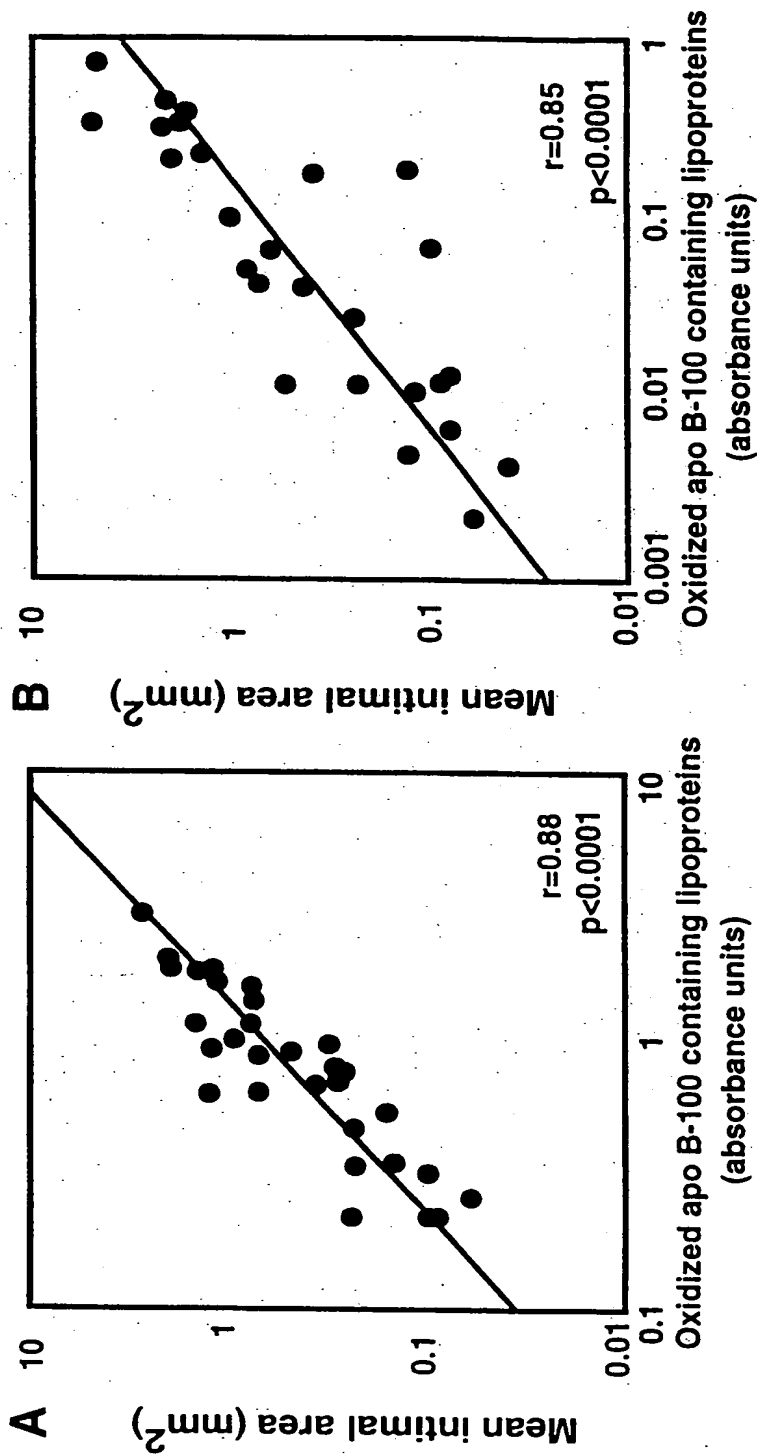 A
Mean intimal area (mm2)
10
1
0.1
0.01
r=0.88
p<0.0001
0.1
1
10
Oxidized apo B-100 containing lipoproteins
(absorbance units)
B
Mean intimal area (mm2)
10
1
0.1
0.01
r=0.85
p<0.0001
0.001
0.01
0.1
1
Oxidized apo B-100 containing lipoproteins
(absorbance units)